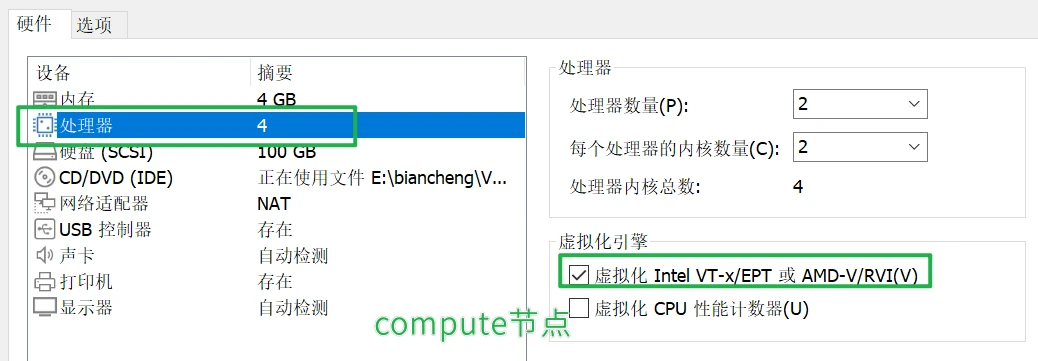 硬件 选项
设备 摘要
内存 4 GB
处理器 4
硬盘 (SCSI) 100 GB
CD/DVD (IDE) 正在使用文件 E:\biancheng\V...
网络适配器 NAT
USB 控制器 存在
声卡 自动检测
打印机 存在
显示器 自动检测
处理器
处理器数量(P): 2
每个处理器的内核数量(C): 2
处理器内核总数: 4
虚拟化引擎
虚拟化 Intel VT-x/EPT 或 AMD-V/RVI(V)
虚拟化 CPU 性能计数器(U)
compute节点